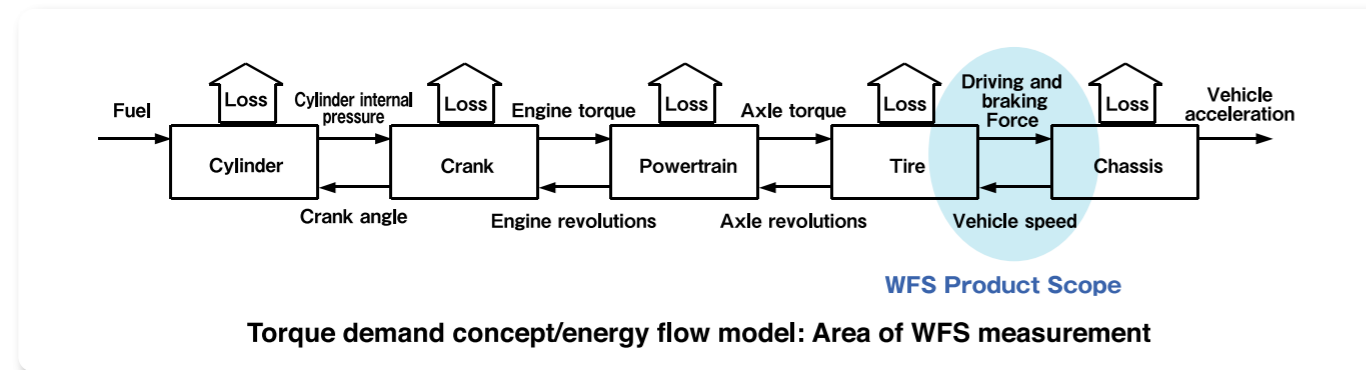 Fuel
Loss
Cylinder
Cylinder internal
pressure
Crank angle
Loss
Crank
Engine torque
Engine revolutions
Loss
Powertrain
Axle torque
Axle revolutions
Loss
Tire
Driving and
braking
Force
Vehicle speed
Loss
Chassis
Vehicle
acceleration
WFS Product Scope
Torque demand concept/energy flow model: Area of WFS measurement